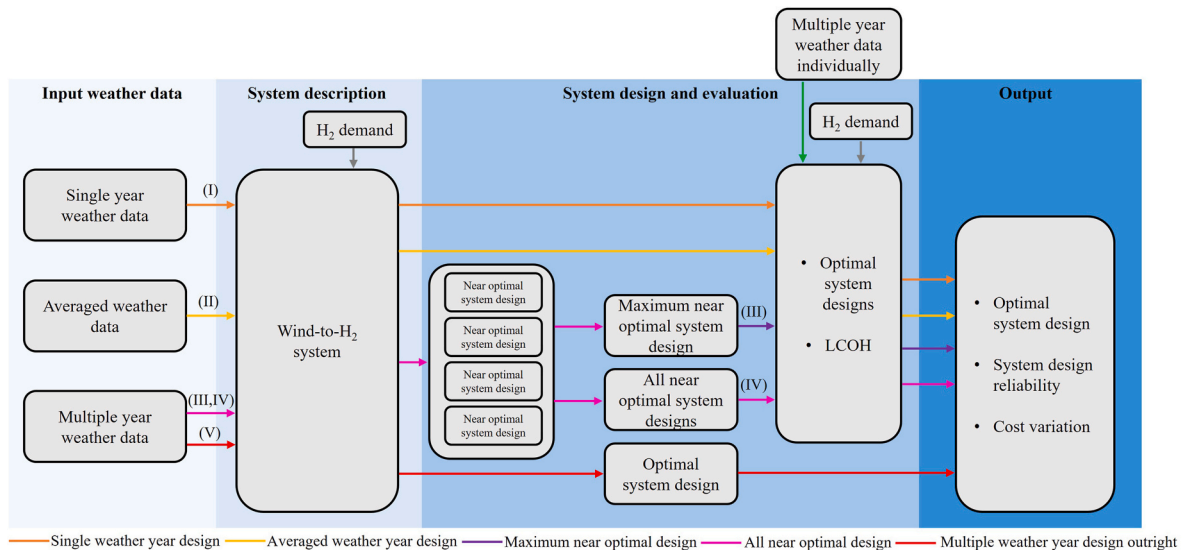 Multiple year
weather data
individually
Input weather data
System description
System design and evaluation
Output
H₂ demand
H₂ demand
Single year
weather data
(I)
Averaged weather
data
(II)
Multiple year
weather data
(III,IV)
(V)
Wind-to-H₂
system
Near optimal
system design
Near optimal
system design
Near optimal
system design
Near optimal
system design
Maximum near
optimal system
design
(III)
All near
optimal system
designs
(IV)
Optimal
system design
• Optimal
system
designs
• LCOH
• Optimal
system design
• System design
reliability
• Cost variation
Single weather year design
Averaged weather year design
Maximum near optimal design
All near optimal design
Multiple weather year design outright